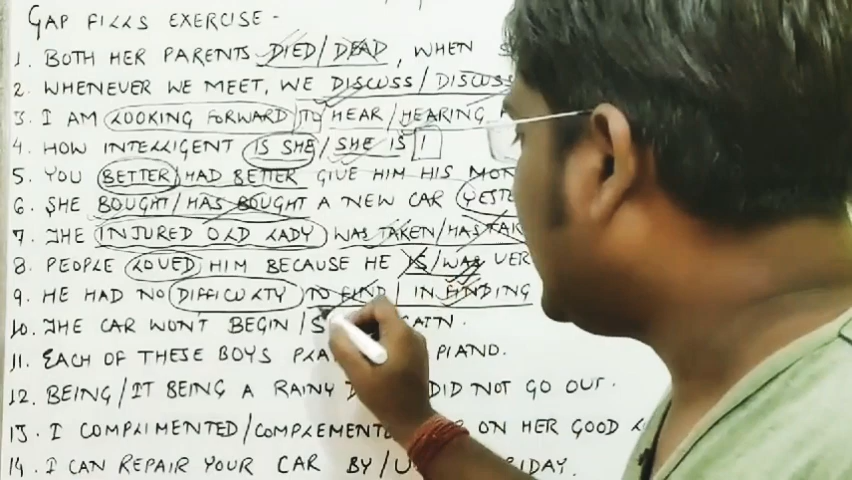 GAP FILLS EXERCISE -
1. BOTH HER PARENTS DIED/DEAD, WHEN
2. WHENEVER WE MEET, WE DISCUSS/DISCUSS
3. I AM LOOKING FORWARD TO HEAR/HEARING
4. HOW INTELLIGENT IS SHE/SHE IS !
5. YOU BETTER/HAD BETTER GIVE HIM HIS MON
6. SHE BOUGHT/HAS BOUGHT A NEW CAR YEST
7. THE INJURED OLD LADY WAS TAKEN/HAS TAK
8. PEOPLE LOVED HIM BECAUSE HE IS/WAS VER
9. HE HAD NO DIFFICULTY TO FIND/IN FINDING
10. THE CAR WON'T BEGIN/S
11. EACH OF THESE BOYS PLA PIANO.
12. BEING/IT BEING A RAINY D DID NOT GO OUT.
13. I COMPLIMENTED/COMPLEMENTE ON HER GOOD
14. I CAN REPAIR YOUR CAR BY/U RIDAY.